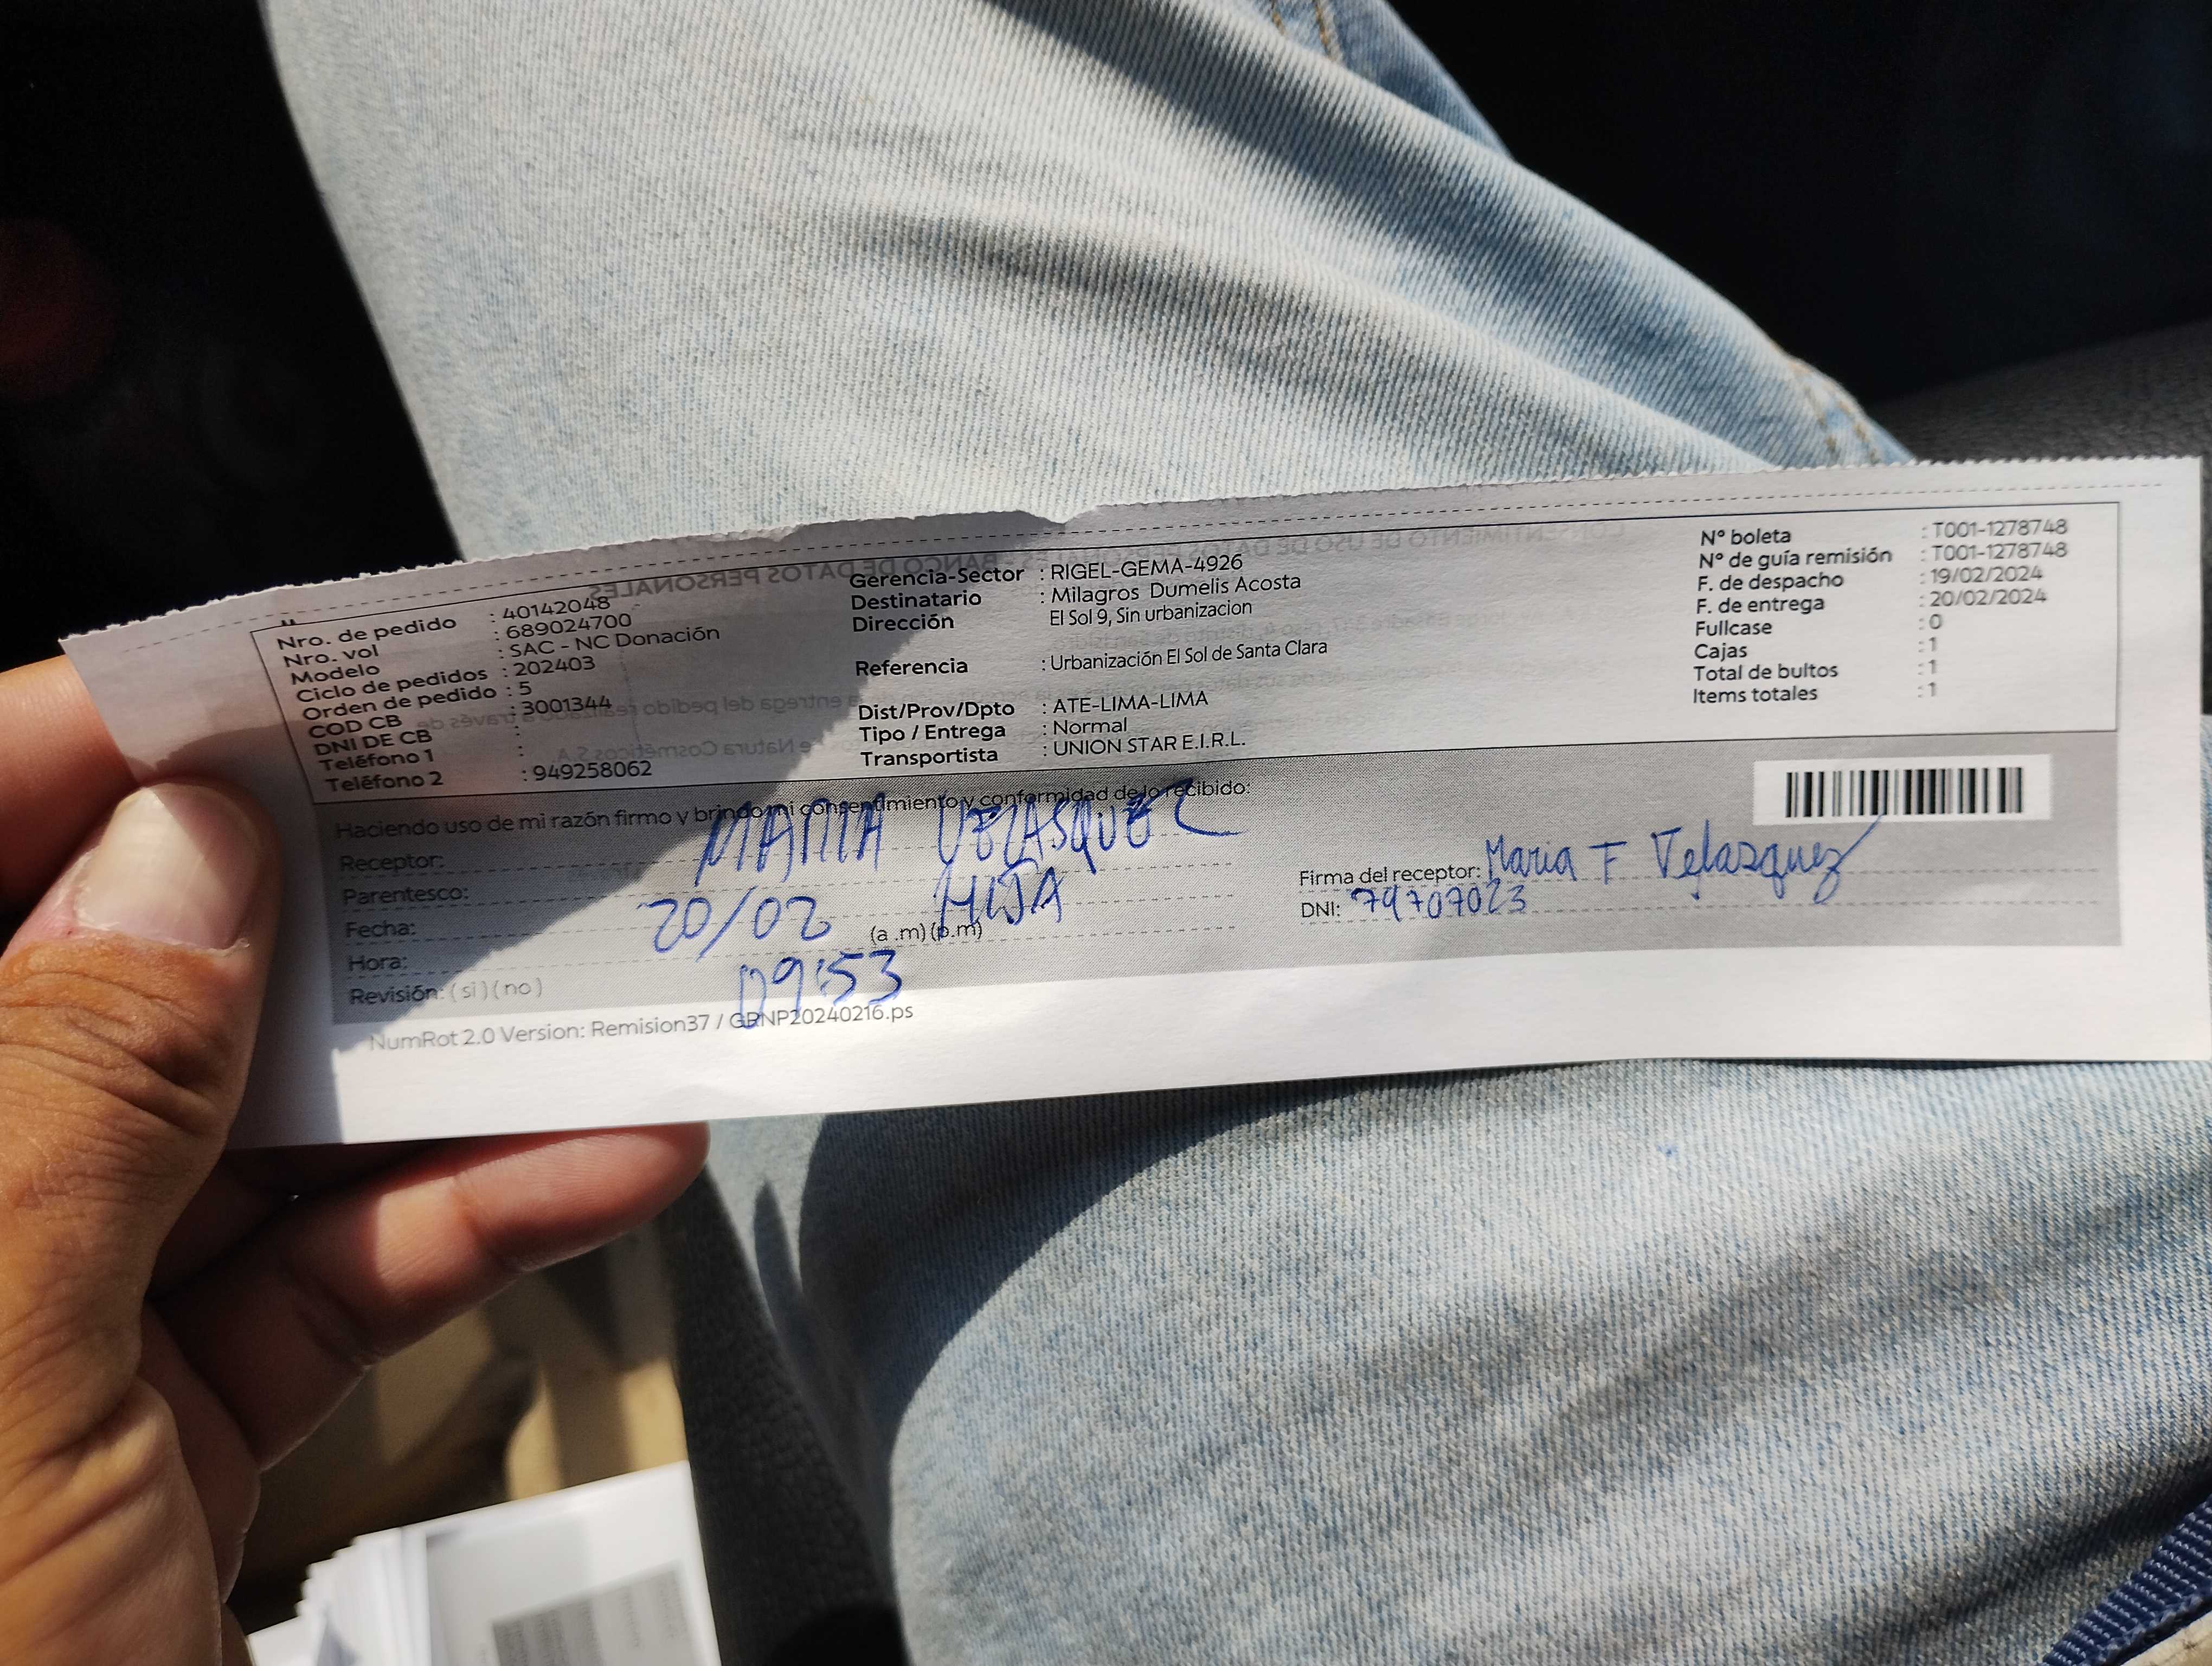 Nro. de pedido : 40142048
Nro. vol : 689024700
Modelo : SAC - NC Donación
Ciclo de pedidos : 202403
Orden de pedido : 5
COD CB : 3001344
DNI DE CB :
Teléfono 1 :
Teléfono 2 : 949258062
Gerencia-Sector : RIGEL-GEMA-4926
Destinatario : Milagros Dumelis Acosta
Dirección El Sol 9, Sin urbanizacion
Referencia : Urbanización El Sol de Santa Clara
Dist/Prov/Dpto : ATE-LIMA-LIMA
Tipo / Entrega : Normal
Transportista : UNION STAR E.I.R.L.
Nº boleta : T001-1278748
Nº de guía remisión : T001-1278748
F. de despacho : 19/02/2024
F. de entrega : 20/02/2024
Fullcase : 0
Cajas : 1
Total de bultos : 1
Items totales : 1
Haciendo uso de mi razón firmo y brindo mi consentimiento y conformidad de lo recibido:
Receptor: MARIA VELASQUEZ
Parentesco: HIJA
Fecha: 20/02
Hora: 09:53 (a .m) (p.m)
Revisión: ( si ) ( no )
Firma del receptor: Maria F Velazquez
DNI: 79707023
NumRot 2.0 Version: Remision37 / GRNP20240216.ps